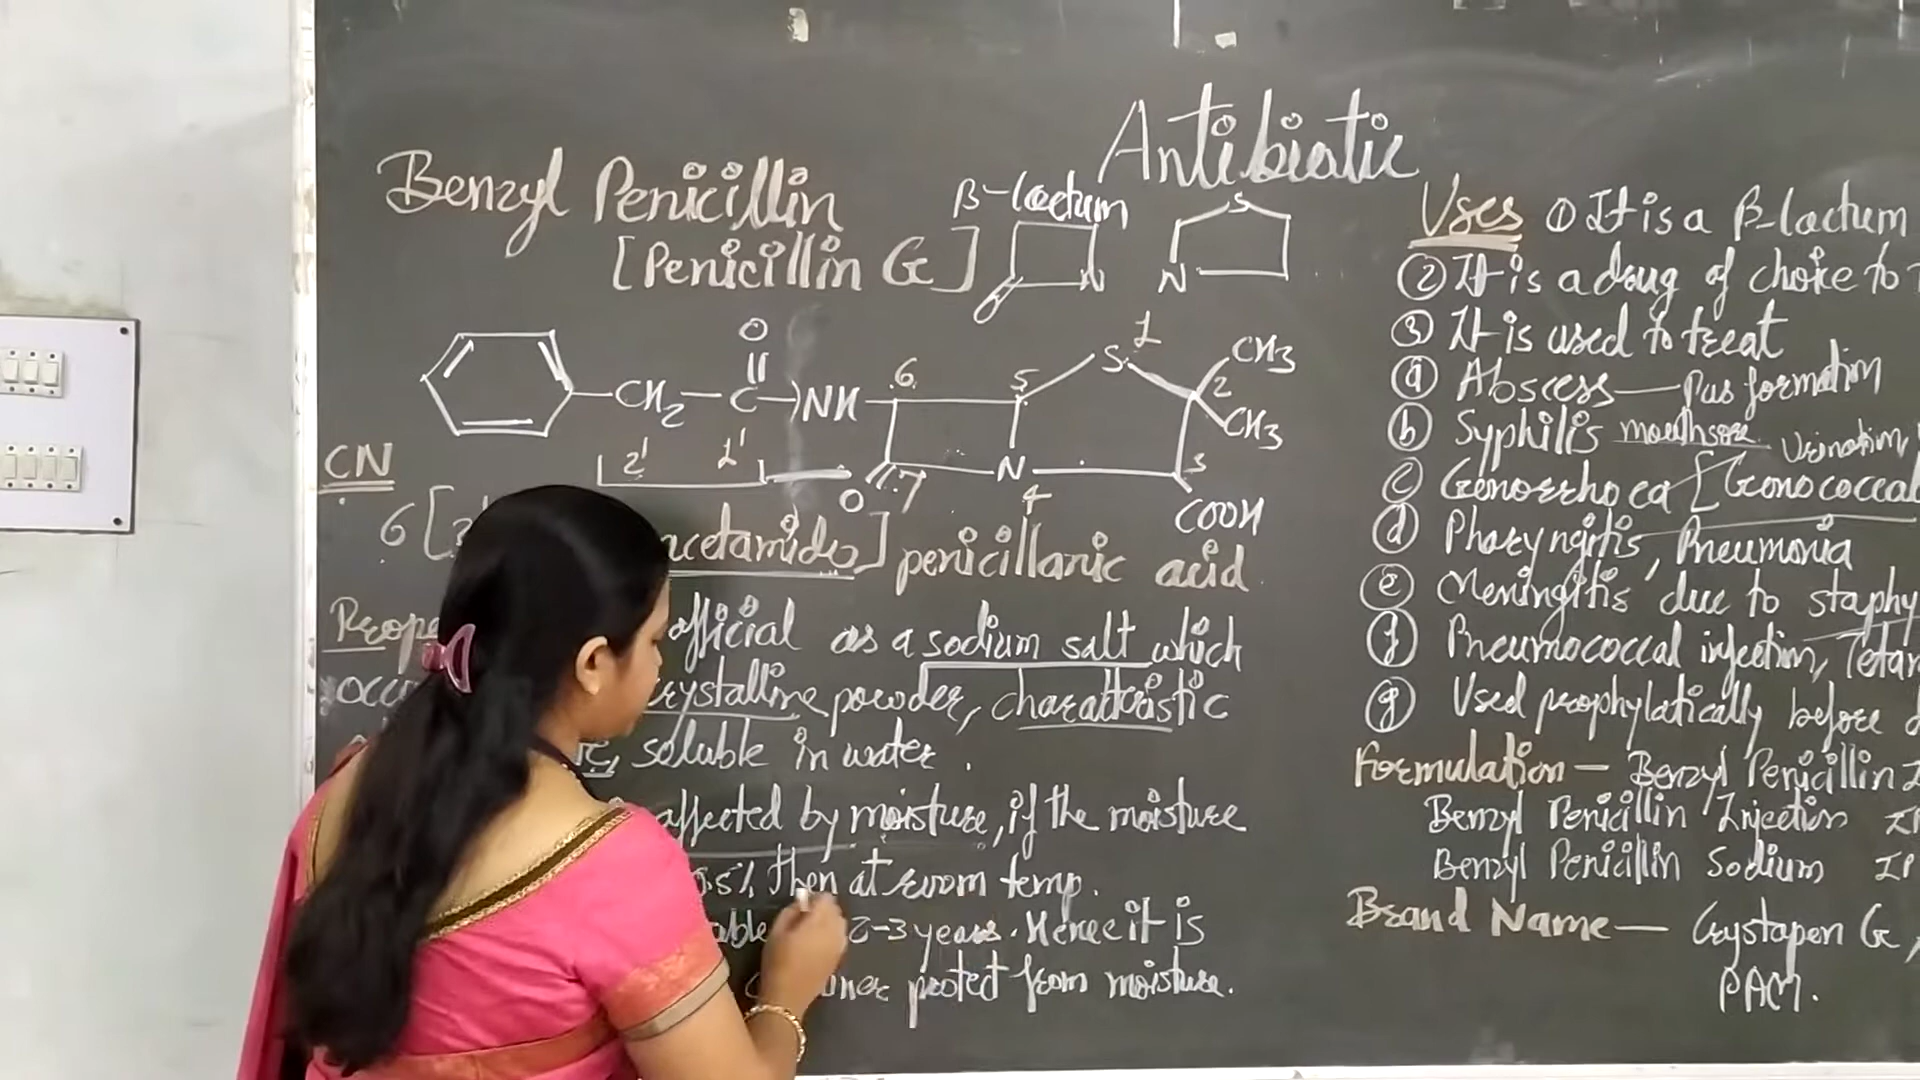 Antibiotic
Benzyl Penicillin
[Penicillin G]
β-lactum
N
S
N
O
CH2 C NH
6 5 S 1
CH3
2
CH3
2' 1'
O 7 N 4 3
COOH
CN
6 [ acetamido] penicillanic acid
official as a sodium salt which
crystalline powder, characteristic
soluble in water.
affected by moisture, if the moisture
then at room temp.
2-3 years. Hence it is
protect from moisture.
Uses ① It is a β-lactum
② It is a drug of choice to
③ It is used to treat
ⓐ Abscess — Pus formation
ⓑ Syphilis mouthsore Urination
ⓒ Gonorrhoea [Gonococcal
ⓓ Pharyngitis, Pneumonia
ⓔ Meningitis due to staphy
ⓕ Pneumococcal infection, Tetan
ⓖ Used prophylatically before
Formulation — Benzyl Penicillin
Benzyl Penicillin Injection
Benzyl Penicillin Sodium IP
Brand Name — Crystapen G,
PAM.